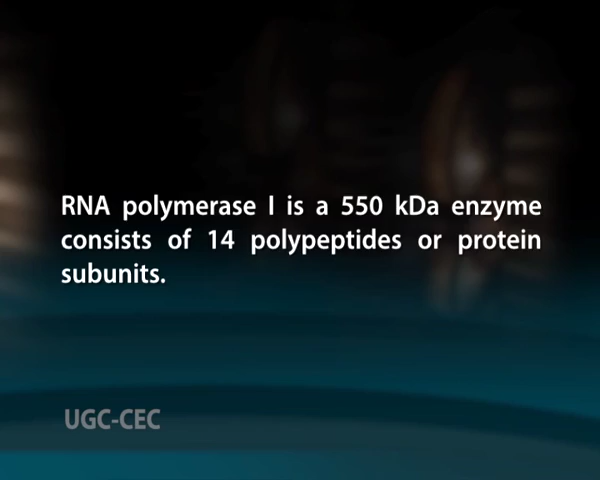 RNA polymerase I is a 550 kDa enzyme
consists of 14 polypeptides or protein
subunits.
UGC-CEC